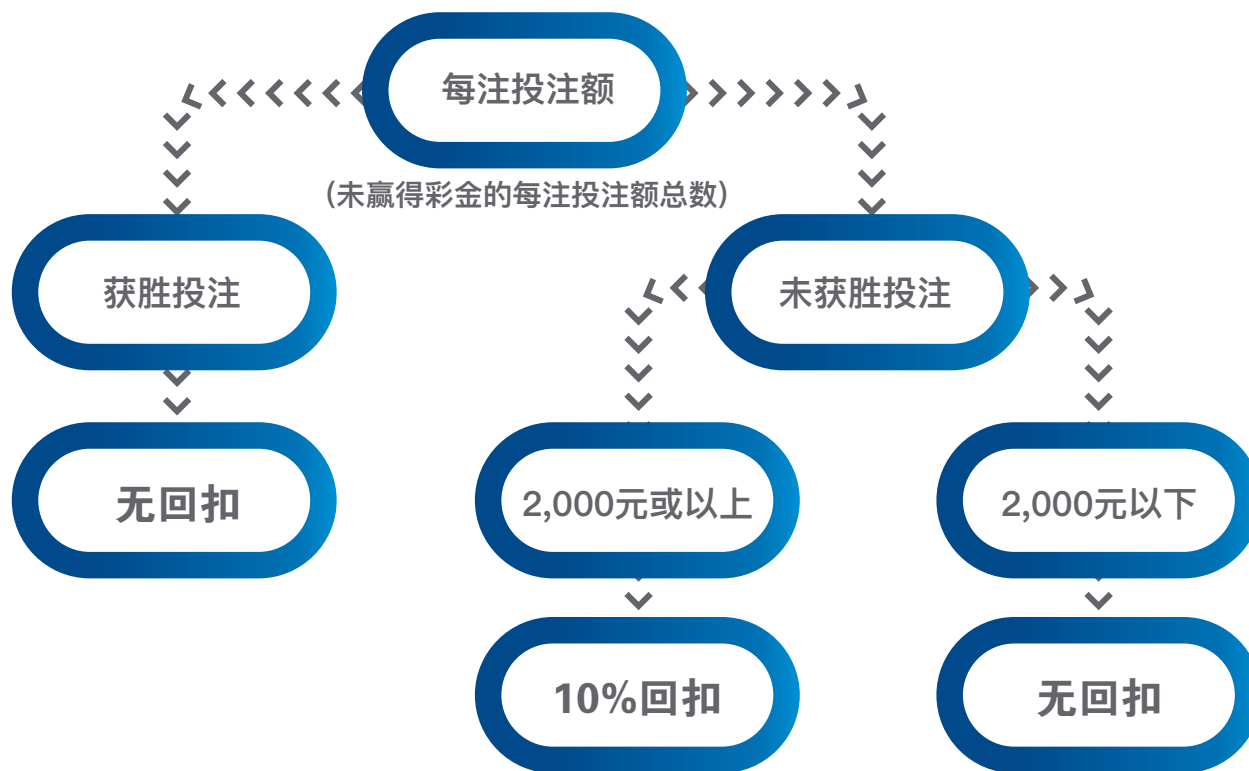 每注投注额
(未赢得彩金的每注投注额总数)
获胜投注
未获胜投注
无回扣
2,000元或以上
2,000元以下
10%回扣
无回扣